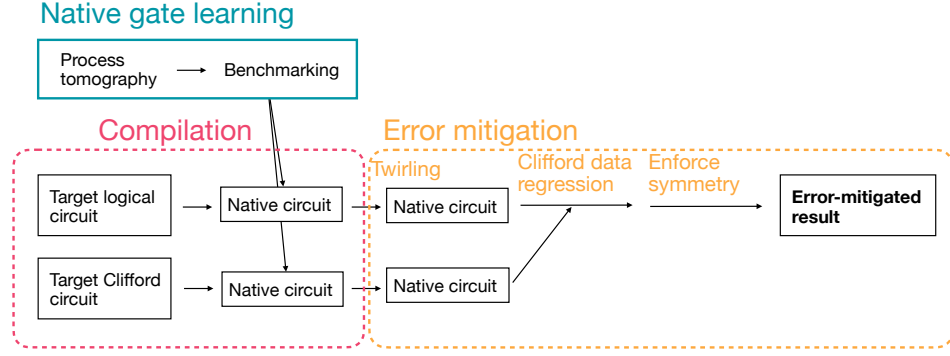 Native gate learning
Process
tomography
Benchmarking
Compilation
Error mitigation
Twirling
Clifford data
regression
Enforce
symmetry
Target logical
circuit
Native circuit
Native circuit
Error-mitigated
result
Target Clifford
circuit
Native circuit
Native circuit